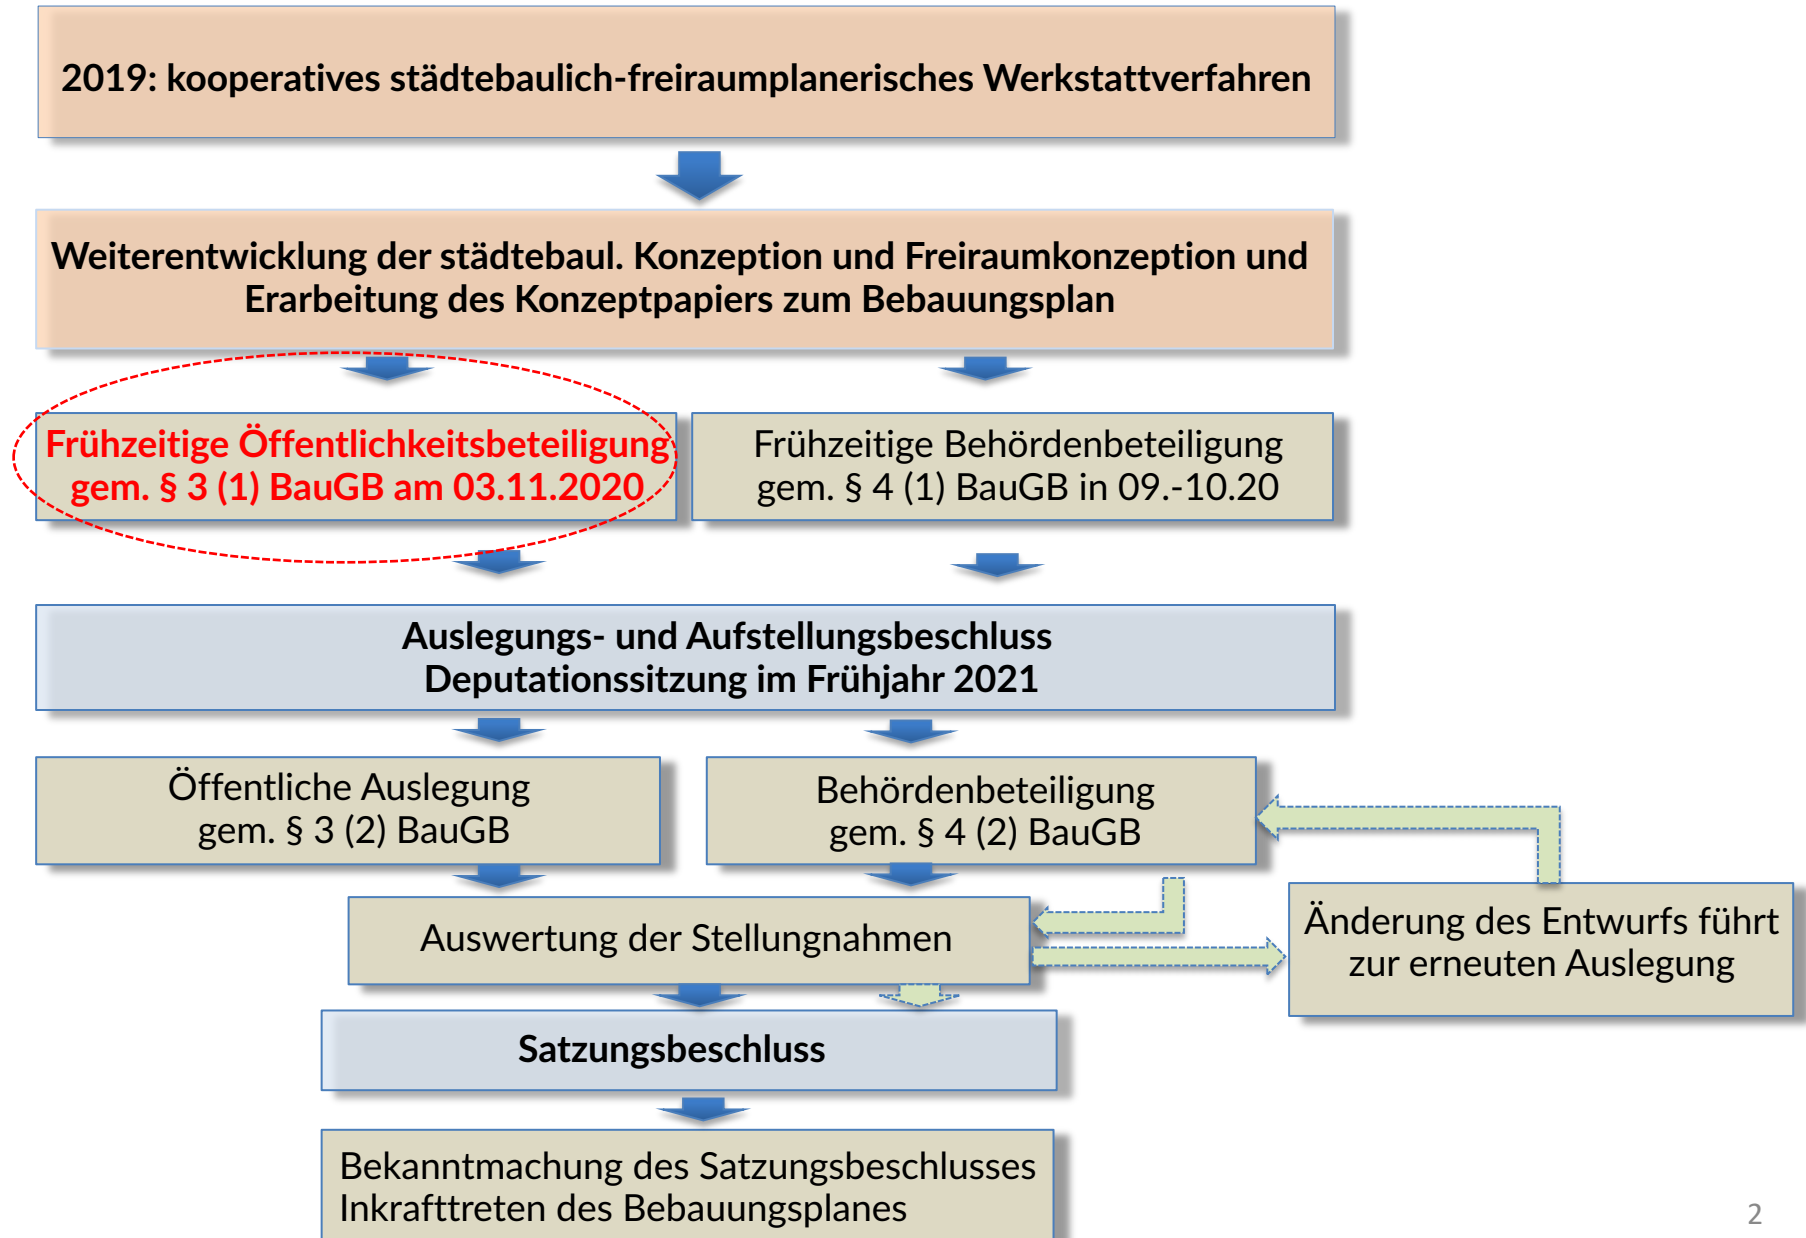 2019: kooperatives städtebaulich-freiraumplanerisches Werkstattverfahren
Weiterentwicklung der städtebaul. Konzeption und Freiraumkonzeption und
Erarbeitung des Konzeptpapiers zum Bebauungsplan
Frühzeitige Öffentlichkeitsbeteiligung
gem. § 3 (1) BauGB am 03.11.2020
Frühzeitige Behördenbeteiligung
gem. § 4 (1) BauGB in 09.-10.20
Auslegungs- und Aufstellungsbeschluss
Deputationssitzung im Frühjahr 2021
Öffentliche Auslegung
gem. § 3 (2) BauGB
Behördenbeteiligung
gem. § 4 (2) BauGB
Auswertung der Stellungnahmen
Änderung des Entwurfs führt
zur erneuten Auslegung
Satzungsbeschluss
Bekanntmachung des Satzungsbeschlusses
Inkrafttreten des Bebauungsplanes
2